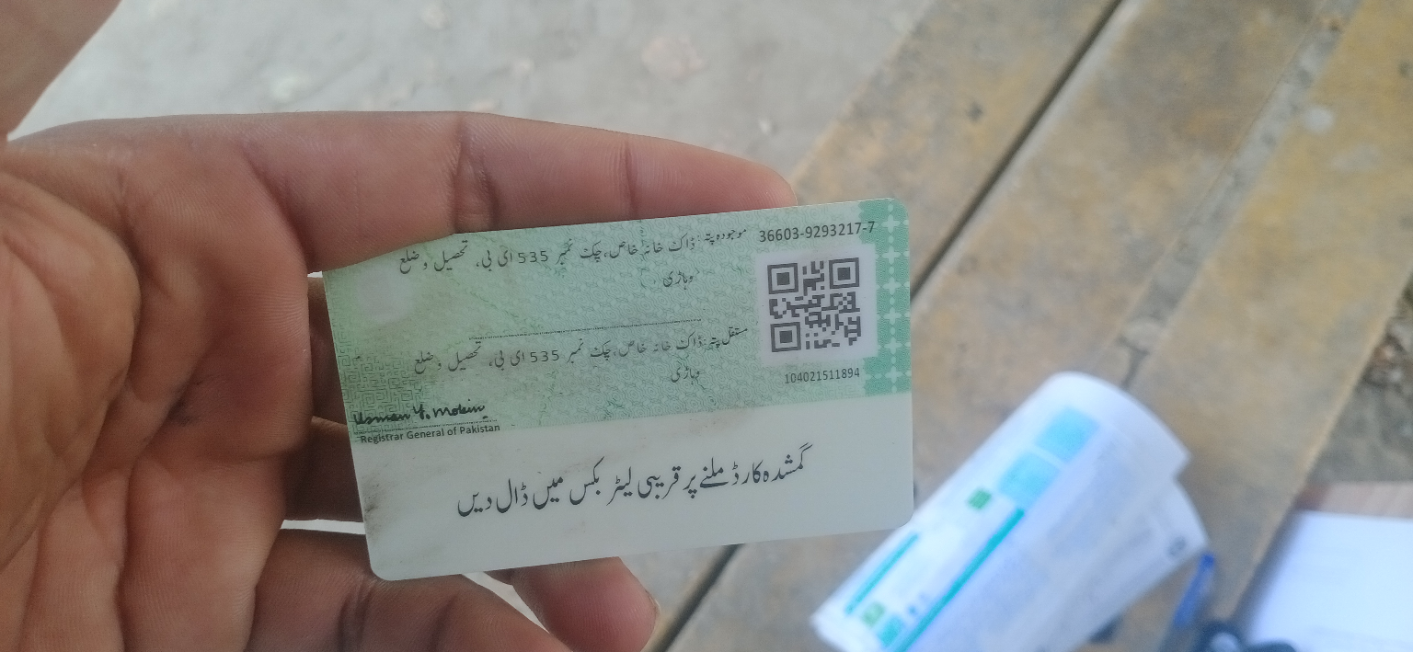 موجودہ پتہ: ڈاک خانہ خاص، چک نمبر 535 ای بی، تحصیل و ضلع
وہاڑی
36603-9293217-7
مستقل پتہ: ڈاک خانہ خاص، چک نمبر 535 ای بی، تحصیل و ضلع
وہاڑی
104021511894
Usman Y. Mobin
Registrar General of Pakistan
گمشدہ کارڈ ملنے پر قریبی لیٹر بکس میں ڈال دیں